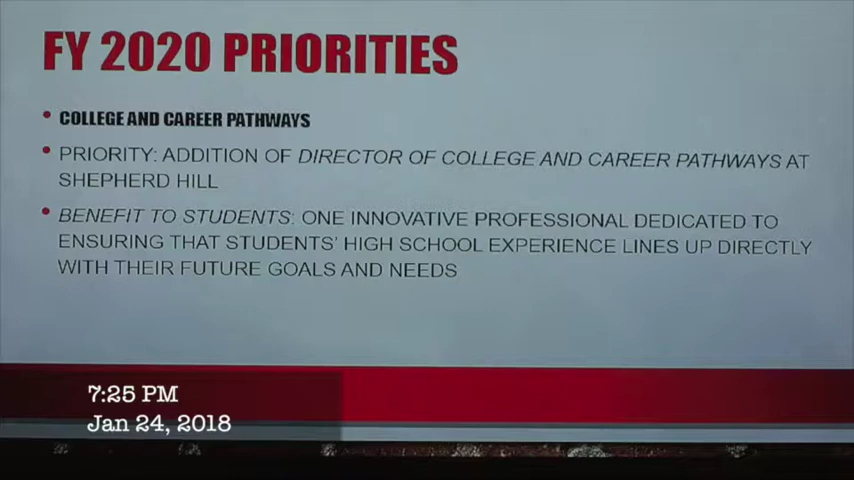 FY 2020 PRIORITIES
• COLLEGE AND CAREER PATHWAYS
• PRIORITY: ADDITION OF DIRECTOR OF COLLEGE AND CAREER PATHWAYS AT
SHEPHERD HILL
• BENEFIT TO STUDENTS: ONE INNOVATIVE PROFESSIONAL DEDICATED TO
ENSURING THAT STUDENTS' HIGH SCHOOL EXPERIENCE LINES UP DIRECTLY
WITH THEIR FUTURE GOALS AND NEEDS
7:25 PM
Jan 24, 2018